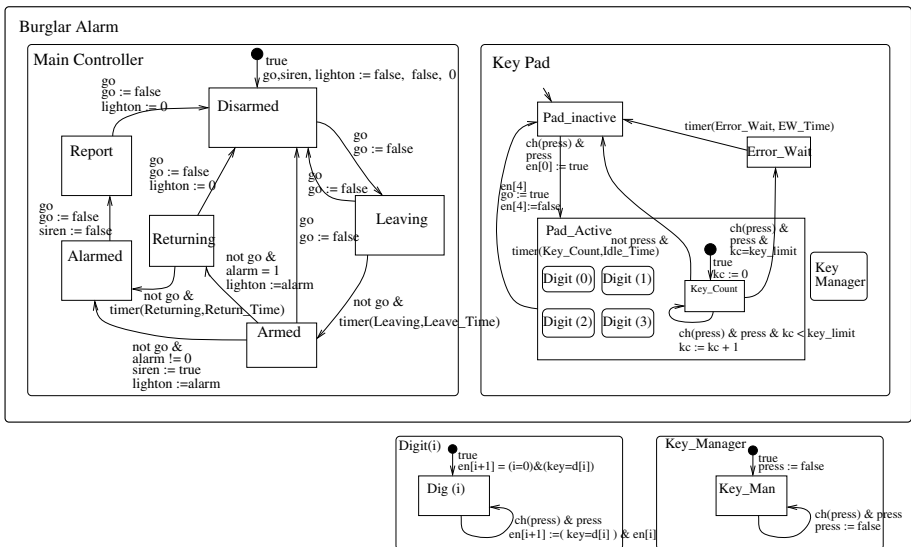 Burglar Alarm
Main Controller
true
go,siren, lighton := false, false, 0
go
go := false
lighton := 0
Disarmed
Report
go
go := false
go
go := false
lighton := 0
go
go := false
go
go := false
siren := false
Returning
Leaving
go
go := false
Alarmed
not go &
alarm = 1
lighton :=alarm
not go &
timer(Returning,Return_Time)
not go &
timer(Leaving,Leave_Time)
Armed
not go &
alarm != 0
siren := true
lighton :=alarm
Key Pad
Pad_inactive
timer(Error_Wait, EW_Time)
ch(press) &
press
en[0] := true
Error_Wait
en[4]
go := true
en[4]:=false
Pad_Active
not press &
timer(Key_Count,Idle_Time)
ch(press) &
press &
kc=key_limit
true
kc := 0
Digit (0)
Digit (1)
Key_Count
Key
Manager
Digit (2)
Digit (3)
ch(press) & press & kc < key_limit
kc := kc + 1
Digit(i)
true
en[i+1] = (i=0)&(key=d[i])
Dig (i)
ch(press) & press
en[i+1] :=( key=d[i] ) & en[i]
Key_Manager
true
press := false
Key_Man
ch(press) & press
press := false